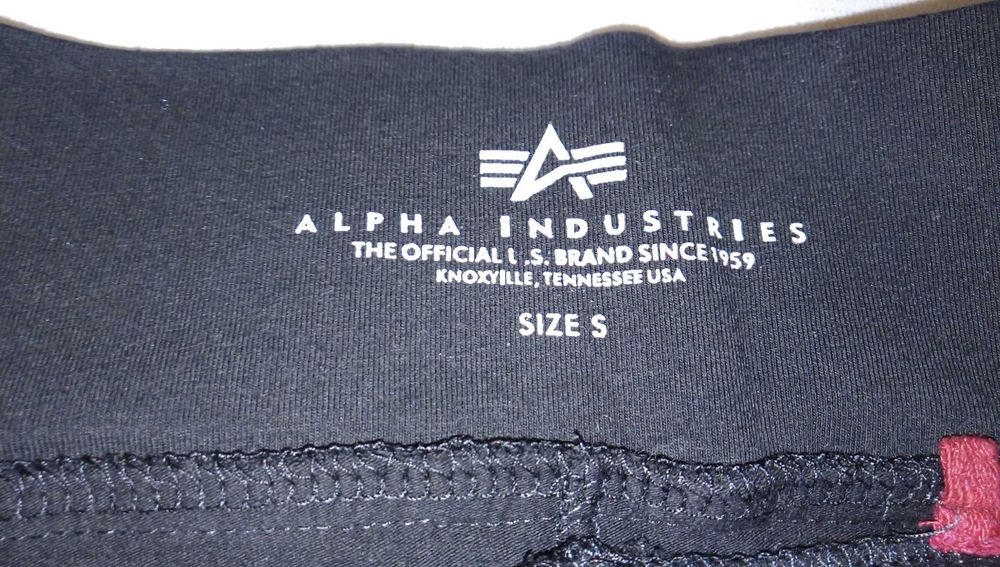 ALPHA INDUSTRIES
THE OFFICIAL U.S. BRAND SINCE 1959
KNOXVILLE, TENNESSEE USA
SIZE S